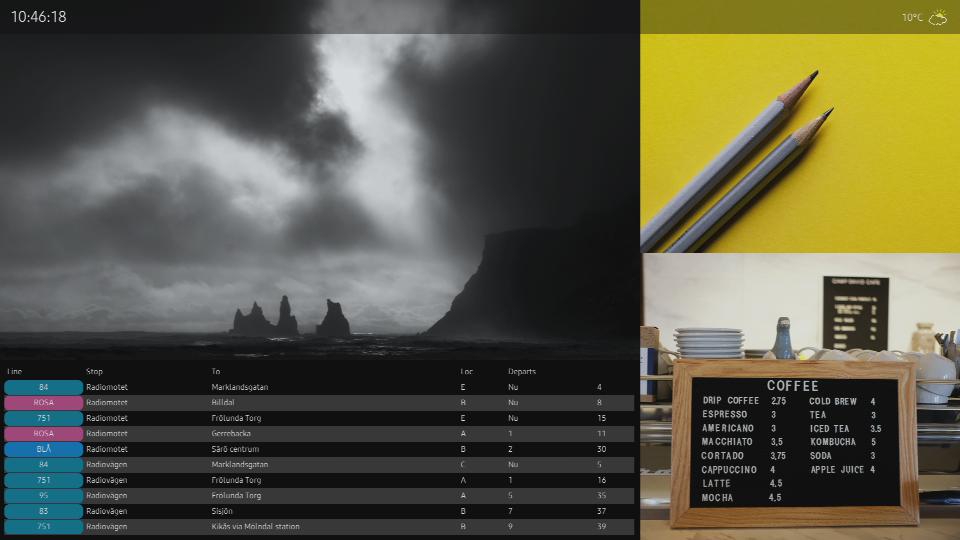 10:46:18
10°C
Line Stop To Loc Departs
84 Radiomotet Marklandsgatan E Nu 4
ROSA Radiomotet Billdal B Nu 8
751 Radiomotet Frölunda Torg E Nu 15
ROSA Radiomotet Gerrebacka A 1 11
BLÅ Radiomotet Särö centrum B 2 30
84 Radiovägen Marklandsgatan C Nu 5
751 Radiovägen Frölunda Torg A 1 16
95 Radiovägen Frölunda Torg A 5 35
83 Radiovägen Sisjön B 7 37
751 Radiovägen Kikås via Mölndal station B 9 39
COFFEE
DRIP COFFEE 2,75 COLD BREW 4
ESPRESSO 3 TEA 3
AMERICANO 3 ICED TEA 3.5
MACCHIATO 3,5 KOMBUCHA 5
CORTADO 3,75 SODA 3
CAPPUCCINO 4 APPLE JUICE 4
LATTE 4.5
MOCHA 4.5